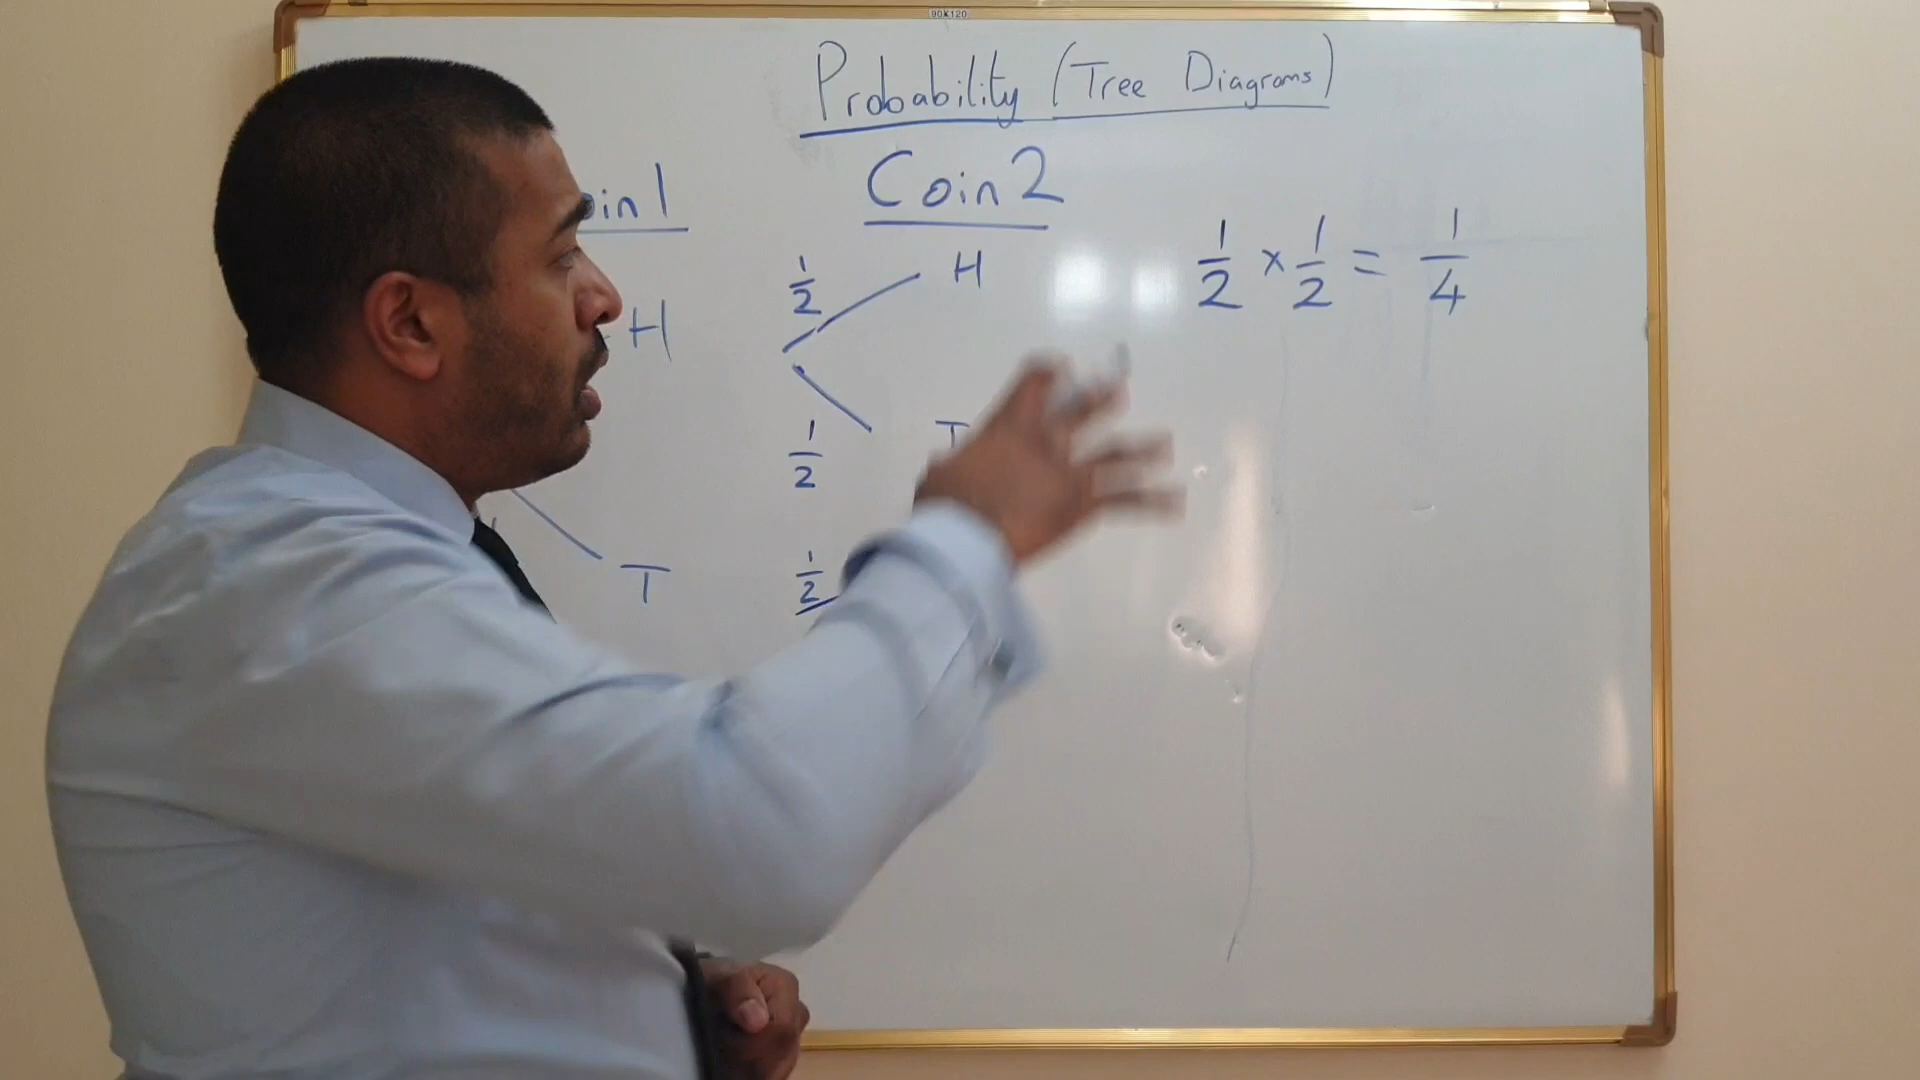 90X120
Probability (Tree Diagrams)
oin 1
Coin 2
1/2
H
1/2 × 1/2 = 1/4
H
1/2
T
1/2
T